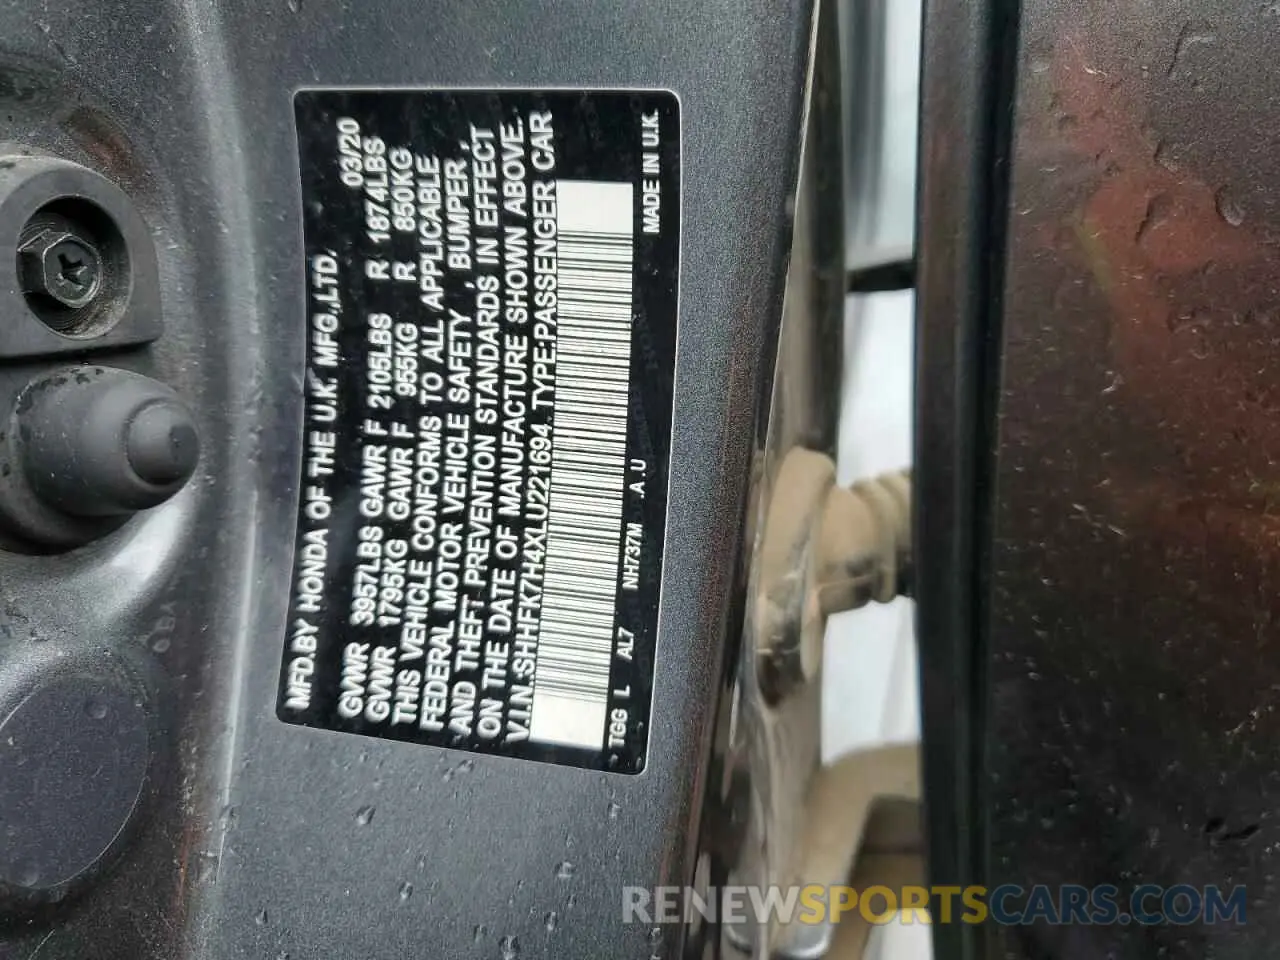 MFD.BY HONDA OF THE U.K. MFG.,LTD.
03/20
GVWR 3957LBS GAWR F 2105LBS R 1874LBS
GVWR 1795KG GAWR F 955KG R 850KG
THIS VEHICLE CONFORMS TO ALL APPLICABLE
FEDERAL MOTOR VEHICLE SAFETY, BUMPER,
AND THEFT PREVENTION STANDARDS IN EFFECT
ON THE DATE OF MANUFACTURE SHOWN ABOVE.
V.I.N.:SHHFK7H4XLU221694 TYPE:PASSENGER CAR
TGG L AL7 NH737M A.U MADE IN U.K.
RENEWSPORTSCARS.COM